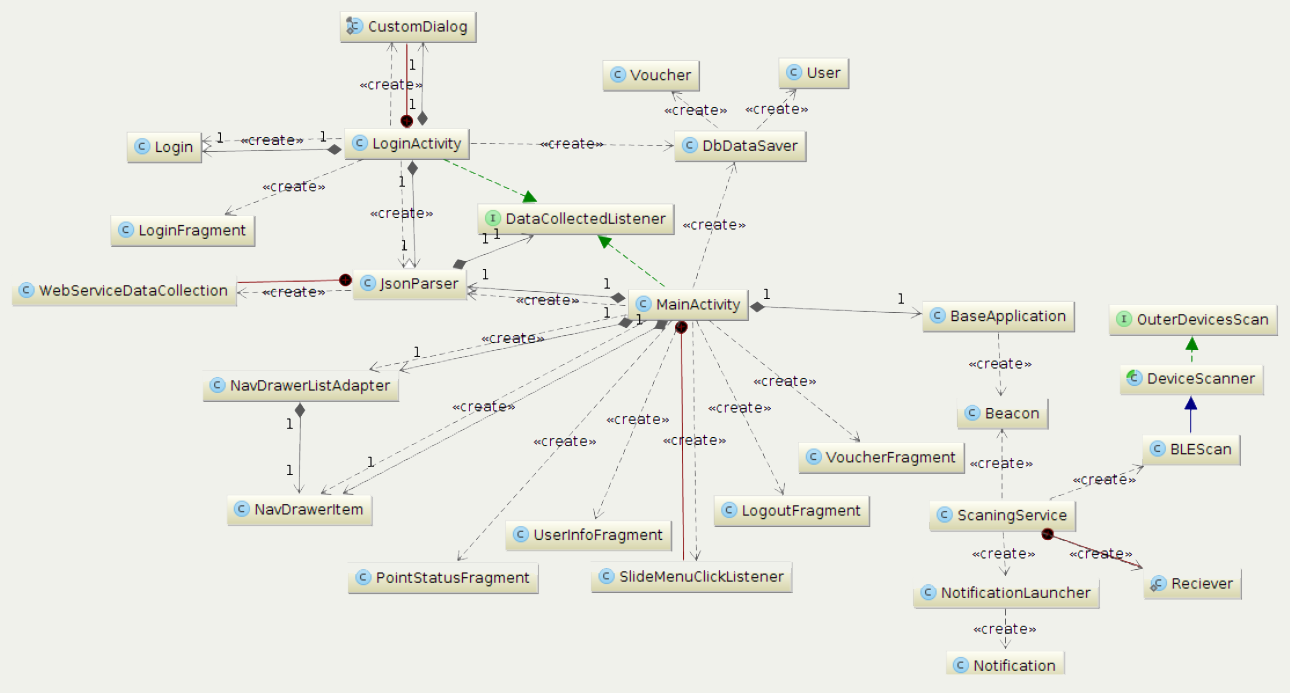 C CustomDialog
1
«create»
1
C Voucher
C User
«create»
«create»
C Login
1
«create»
1
C LoginActivity
«create»
C DbDataSaver
«create»
1
«create»
1
C LoginFragment
I DataCollectedListener
1
1
«create»
C WebServiceDataCollection
«create»
C JsonParser
1
«create»
1
C MainActivity
1
1
C BaseApplication
I OuterDevicesScan
1
1
«create»
1
«create»
C DeviceScanner
C NavDrawerListAdapter
1
1
«create»
1
«create»
«create»
«create»
«create»
«create»
C Beacon
C BLEScan
C VoucherFragment
«create»
«create»
C NavDrawerItem
C UserInfoFragment
C LogoutFragment
C ScaningService
«create»
«create»
C PointStatusFragment
C SlideMenuClickListener
C NotificationLauncher
C Reciever
«create»
C Notification